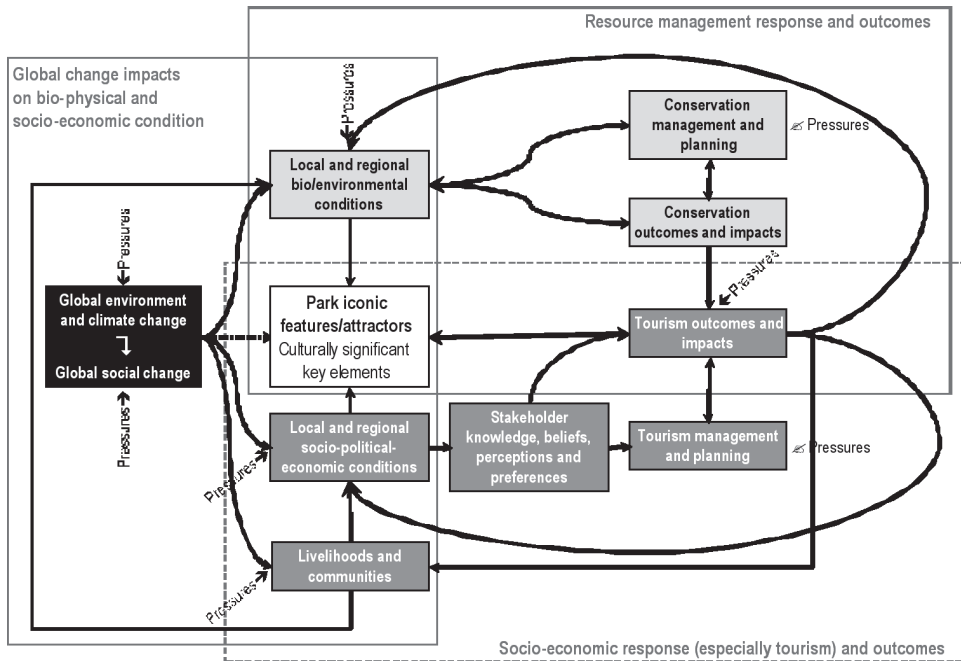 Resource management response and outcomes
Global change impacts
on bio-physical and
socio-economic condition
Pressures
Conservation
management and
planning
Pressures
Local and regional
bio/environmental
conditions
Conservation
outcomes and impacts
Pressures
Pressures
Global environment
and climate change
Global social change
Park iconic
features/attractors
Culturally significant
key elements
Tourism outcomes and
impacts
Pressures
Local and regional
socio-political-
economic conditions
Pressures
Stakeholder
knowledge, beliefs,
perceptions and
preferences
Tourism management
and planning
Pressures
Livelihoods and
communities
Pressures
Socio-economic response (especially tourism) and outcomes